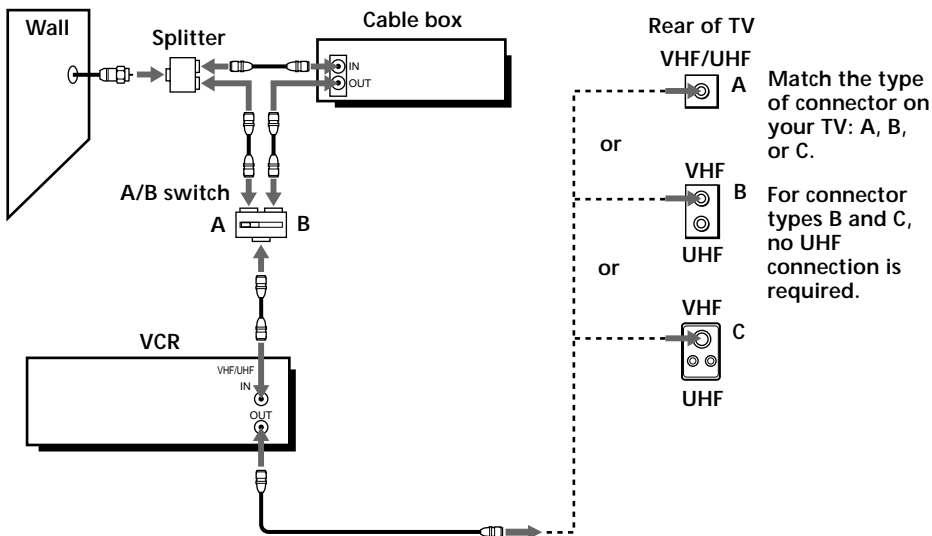 Wall
Splitter
Cable box
IN
OUT
A/B switch
A
B
VCR
VHF/UHF
IN
OUT
Rear of TV
VHF/UHF
A
or
VHF
B
UHF
or
VHF
C
UHF
Match the type
of connector on
your TV: A, B,
or C.
For connector
types B and C,
no UHF
connection is
required.